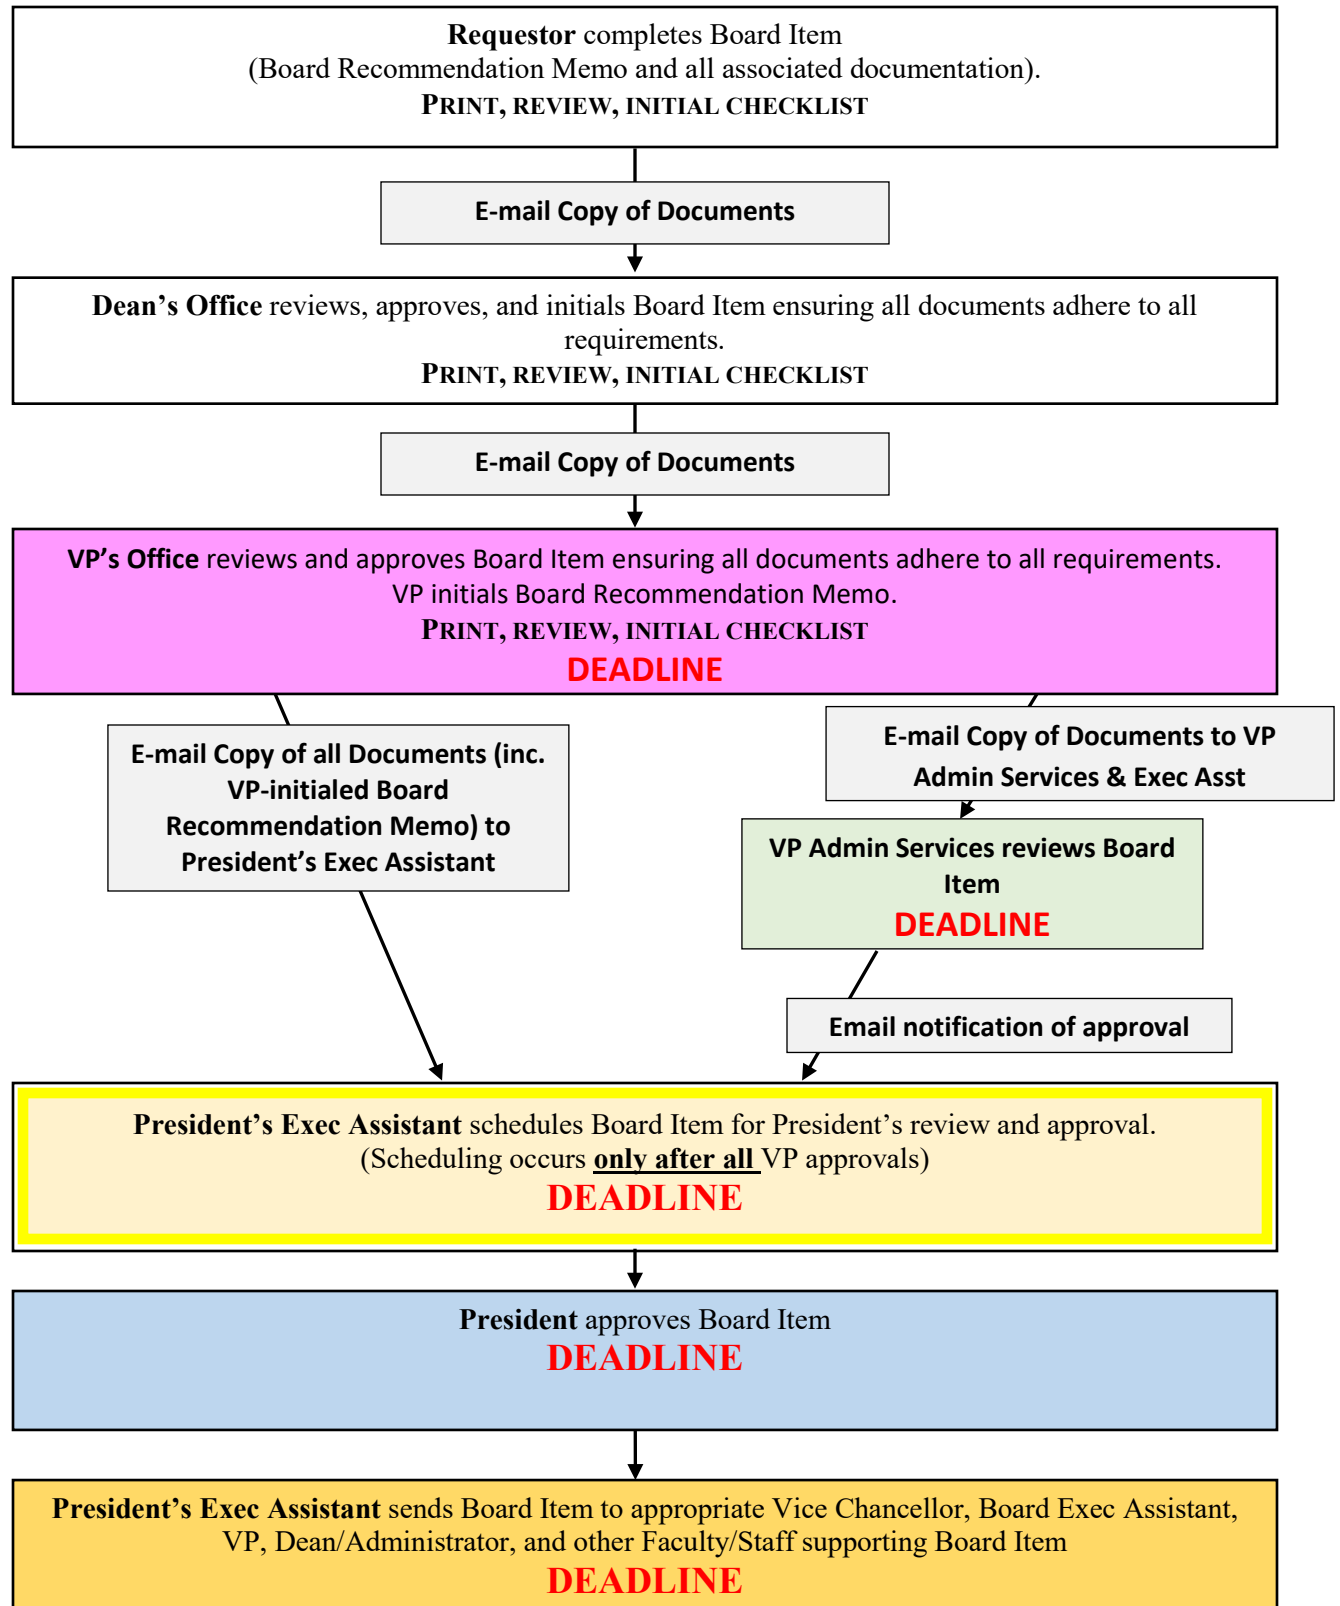 Requestor completes Board Item
(Board Recommendation Memo and all associated documentation).
PRINT, REVIEW, INITIAL CHECKLIST
E-mail Copy of Documents
Dean’s Office reviews, approves, and initials Board Item ensuring all documents adhere to all
requirements.
PRINT, REVIEW, INITIAL CHECKLIST
E-mail Copy of Documents
VP’s Office reviews and approves Board Item ensuring all documents adhere to all requirements.
VP initials Board Recommendation Memo.
PRINT, REVIEW, INITIAL CHECKLIST
DEADLINE
E-mail Copy of all Documents (inc.
VP-initialed Board
Recommendation Memo) to
President’s Exec Assistant
E-mail Copy of Documents to VP
Admin Services & Exec Asst
VP Admin Services reviews Board
Item
DEADLINE
Email notification of approval
President’s Exec Assistant schedules Board Item for President’s review and approval.
(Scheduling occurs only after all VP approvals)
DEADLINE
President approves Board Item
DEADLINE
President’s Exec Assistant sends Board Item to appropriate Vice Chancellor, Board Exec Assistant,
VP, Dean/Administrator, and other Faculty/Staff supporting Board Item
DEADLINE